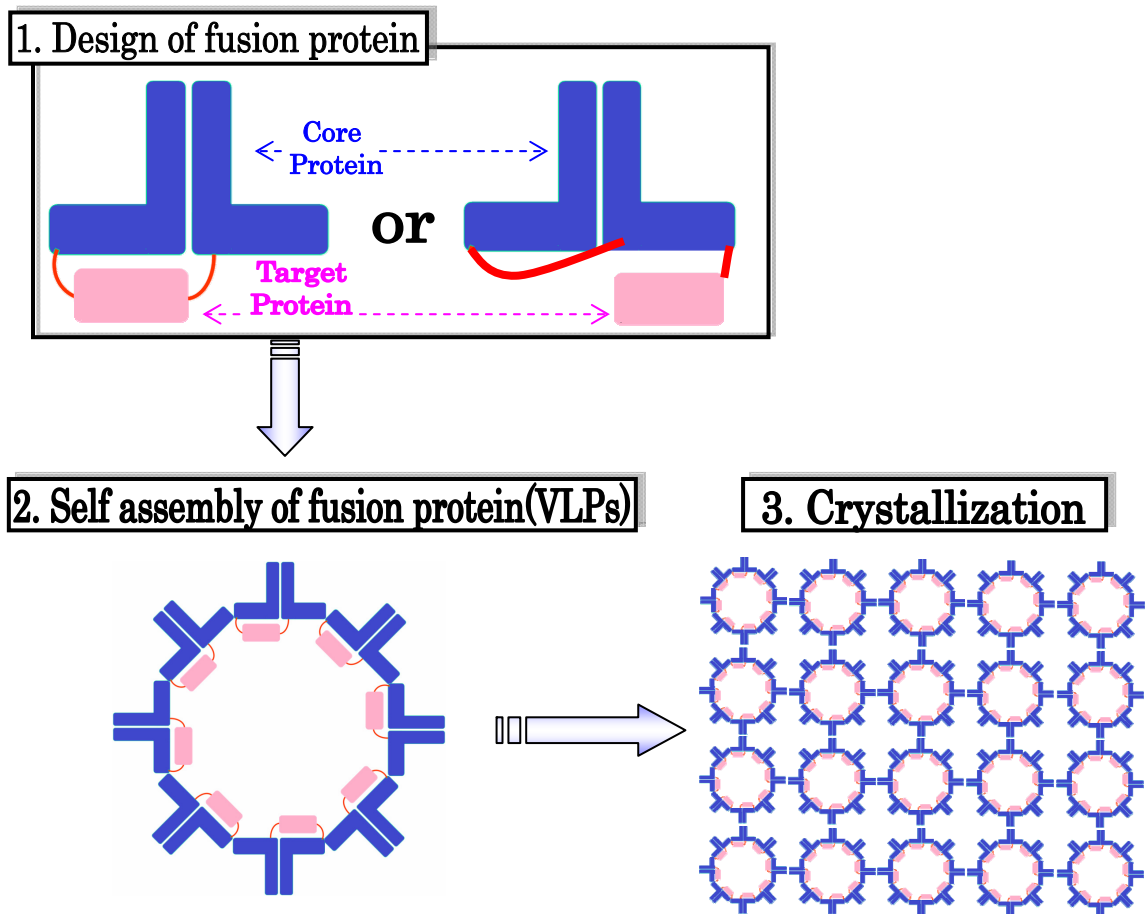 1. Design of fusion protein
Core
Protein
or
Target
Protein
2. Self assembly of fusion protein(VLPs)
3. Crystallization